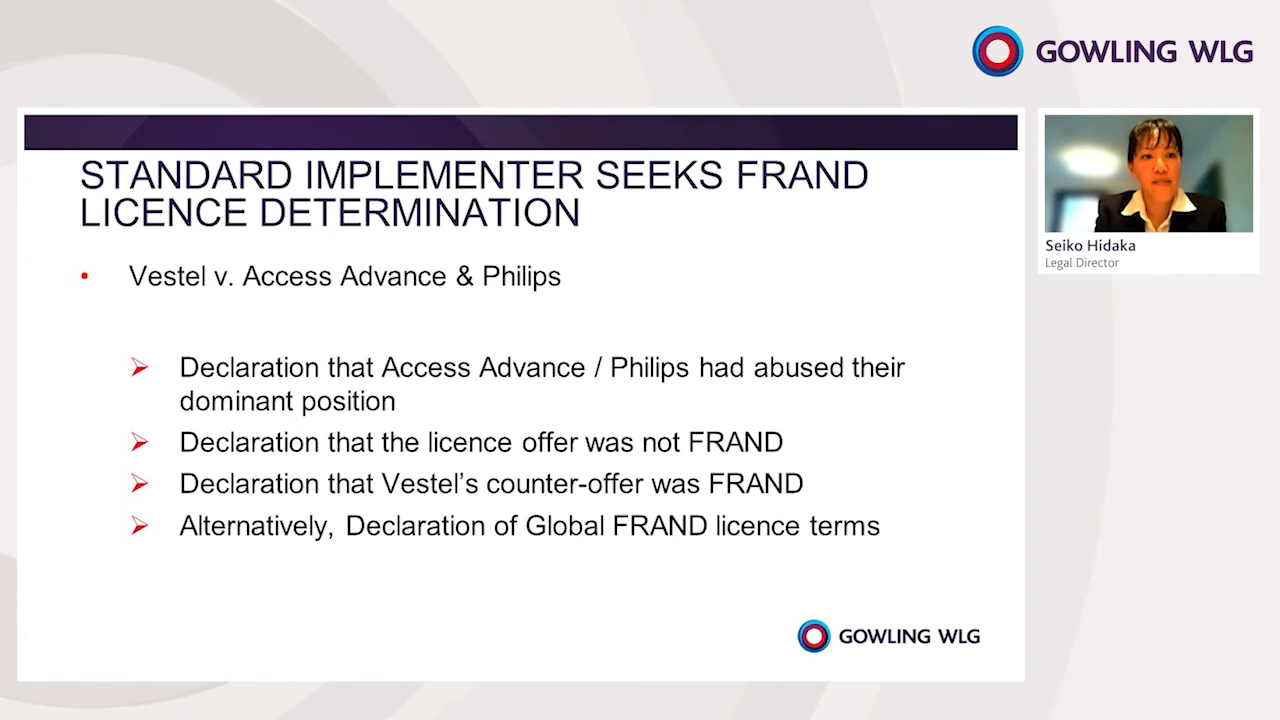 GOWLING WLG
STANDARD IMPLEMENTER SEEKS FRAND
LICENCE DETERMINATION
• Vestel v. Access Advance & Philips
➢ Declaration that Access Advance / Philips had abused their
dominant position
➢ Declaration that the licence offer was not FRAND
➢ Declaration that Vestel’s counter-offer was FRAND
➢ Alternatively, Declaration of Global FRAND licence terms
GOWLING WLG
Seiko Hidaka
Legal Director